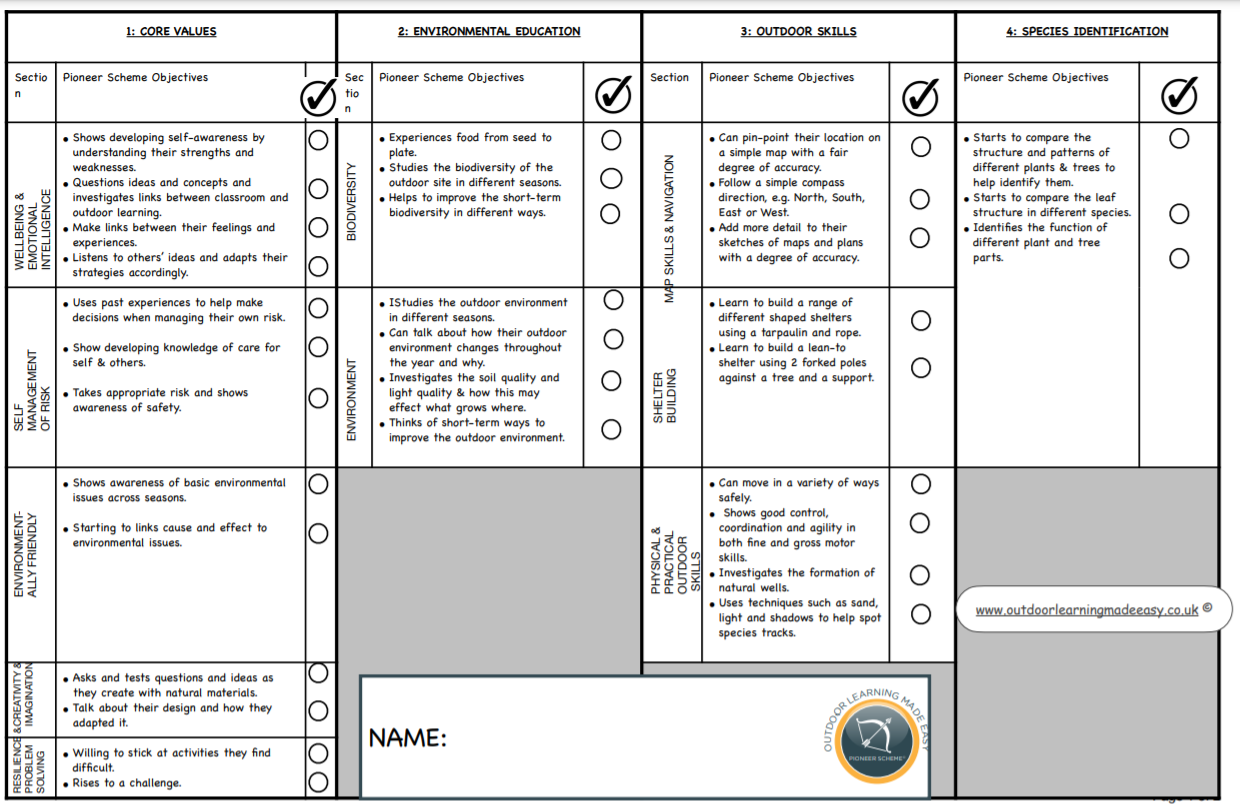 1: CORE VALUES
Sectio
n
Pioneer Scheme Objectives
WELLBEING &
EMOTIONAL
INTELLIGENCE
• Shows developing self-awareness by
understanding their strengths and
weaknesses.
• Questions ideas and concepts and
investigates links between classroom and
outdoor learning.
• Make links between their feelings and
experiences.
• Listens to others' ideas and adapts their
strategies accordingly.
SELF
MANAGEMENT
OF RISK
• Uses past experiences to help make
decisions when managing their own risk.
• Show developing knowledge of care for
self & others.
• Takes appropriate risk and shows
awareness of safety.
ENVIRONMENT-
ALLY FRIENDLY
• Shows awareness of basic environmental
issues across seasons.
• Starting to links cause and effect to
environmental issues.
CREATIVITY &
IMAGINATION
• Asks and tests questions and ideas as
they create with natural materials.
• Talk about their design and how they
adapted it.
RESILIENCE &
PROBLEM
SOLVING
• Willing to stick at activities they find
difficult.
• Rises to a challenge.
2: ENVIRONMENTAL EDUCATION
Sec
tio
n
Pioneer Scheme Objectives
BIODIVERSITY
• Experiences food from seed to
plate.
• Studies the biodiversity of the
outdoor site in different seasons.
• Helps to improve the short-term
biodiversity in different ways.
ENVIRONMENT
• IStudies the outdoor environment
in different seasons.
• Can talk about how their outdoor
environment changes throughout
the year and why.
• Investigates the soil quality and
light quality & how this may
effect what grows where.
• Thinks of short-term ways to
improve the outdoor environment.
3: OUTDOOR SKILLS
Section
Pioneer Scheme Objectives
MAP SKILLS & NAVIGATION
• Can pin-point their location on
a simple map with a fair
degree of accuracy.
• Follow a simple compass
direction, e.g. North, South,
East or West.
• Add more detail to their
sketches of maps and plans
with a degree of accuracy.
SHELTER
BUILDING
• Learn to build a range of
different shaped shelters
using a tarpaulin and rope.
• Learn to build a lean-to
shelter using 2 forked poles
against a tree and a support.
PHYSICAL &
PRACTICAL
OUTDOOR
SKILLS
• Can move in a variety of ways
safely.
• Shows good control,
coordination and agility in
both fine and gross motor
skills.
• Investigates the formation of
natural wells.
• Uses techniques such as sand,
light and shadows to help spot
species tracks.
4: SPECIES IDENTIFICATION
Pioneer Scheme Objectives
• Starts to compare the
structure and patterns of
different plants & trees to
help identify them.
• Starts to compare the leaf
structure in different species.
• Identifies the function of
different plant and tree
parts.
www.outdoorlearningmadeeasy.co.uk ©
NAME:
OUTDOOR LEARNING MADE EASY
PIONEER SCHEME